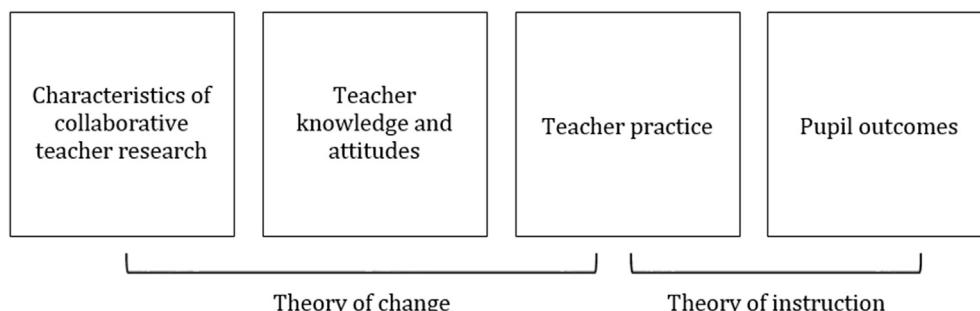 Characteristics of
collaborative
teacher research
Teacher
knowledge and
attitudes
Teacher practice
Pupil outcomes
Theory of change
Theory of instruction